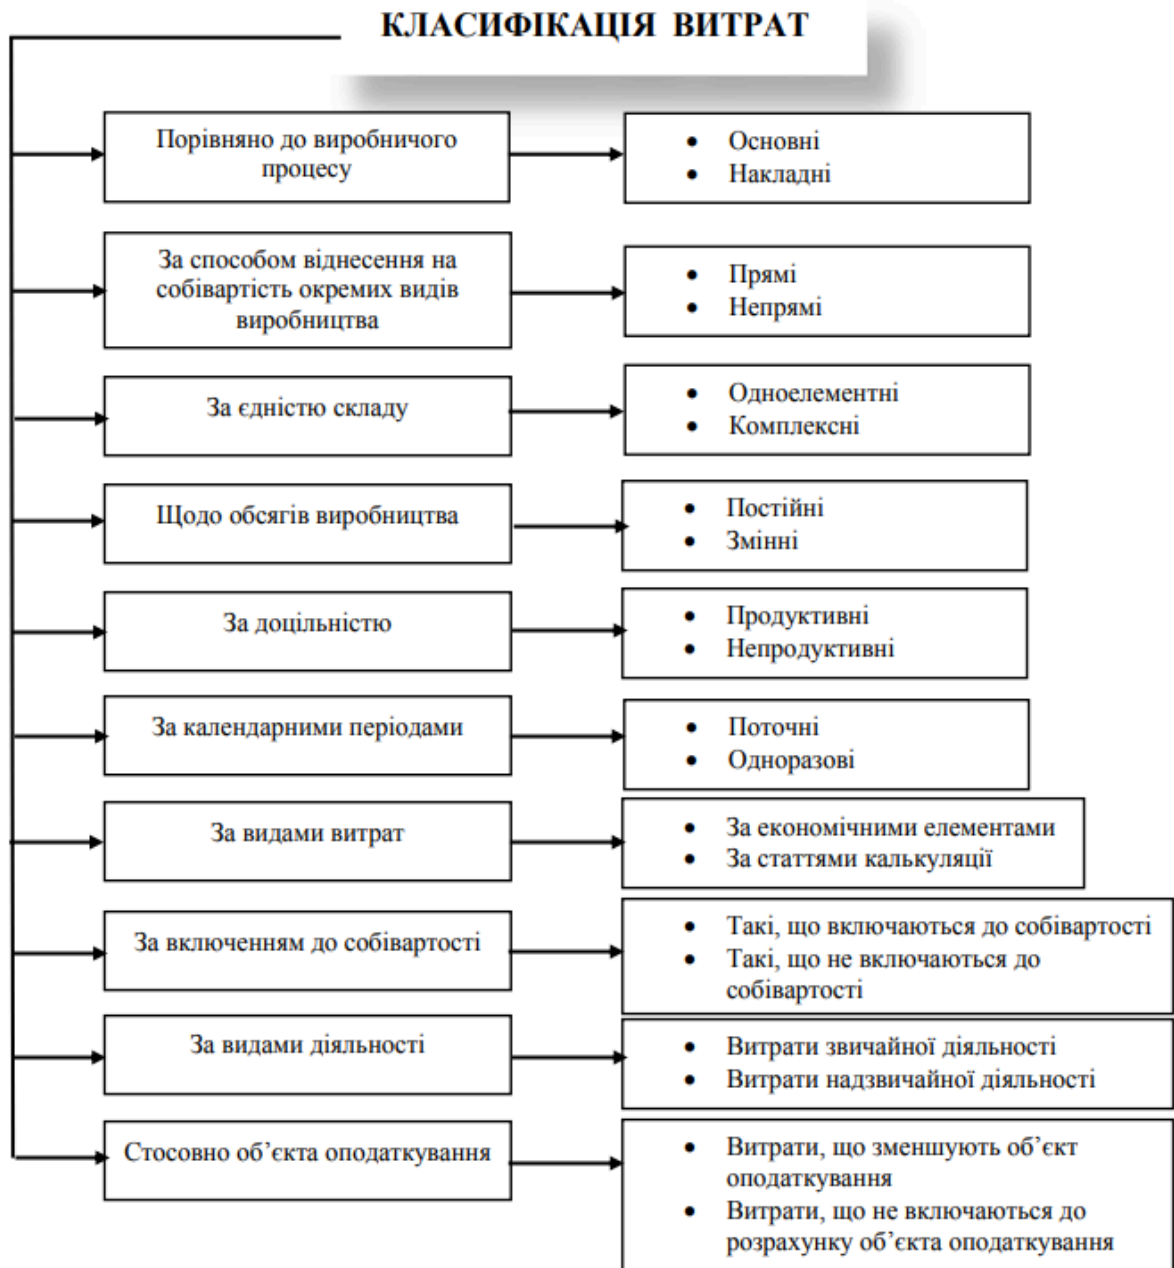 КЛАСИФІКАЦІЯ ВИТРАТ
Порівняно до виробничого
процесу
• Основні
• Накладні
За способом віднесення на
собівартість окремих видів
виробництва
• Прямі
• Непрямі
За єдністю складу
• Одноелементні
• Комплексні
Щодо обсягів виробництва
• Постійні
• Змінні
За доцільністю
• Продуктивні
• Непродуктивні
За календарними періодами
• Поточні
• Одноразові
За видами витрат
• За економічними елементами
• За статтями калькуляції
За включенням до собівартості
• Такі, що включаються до собівартості
• Такі, що не включаються до
собівартості
За видами діяльності
• Витрати звичайної діяльності
• Витрати надзвичайної діяльності
Стосовно об’єкта оподаткування
• Витрати, що зменшують об’єкт
оподаткування
• Витрати, що не включаються до
розрахунку об’єкта оподаткування